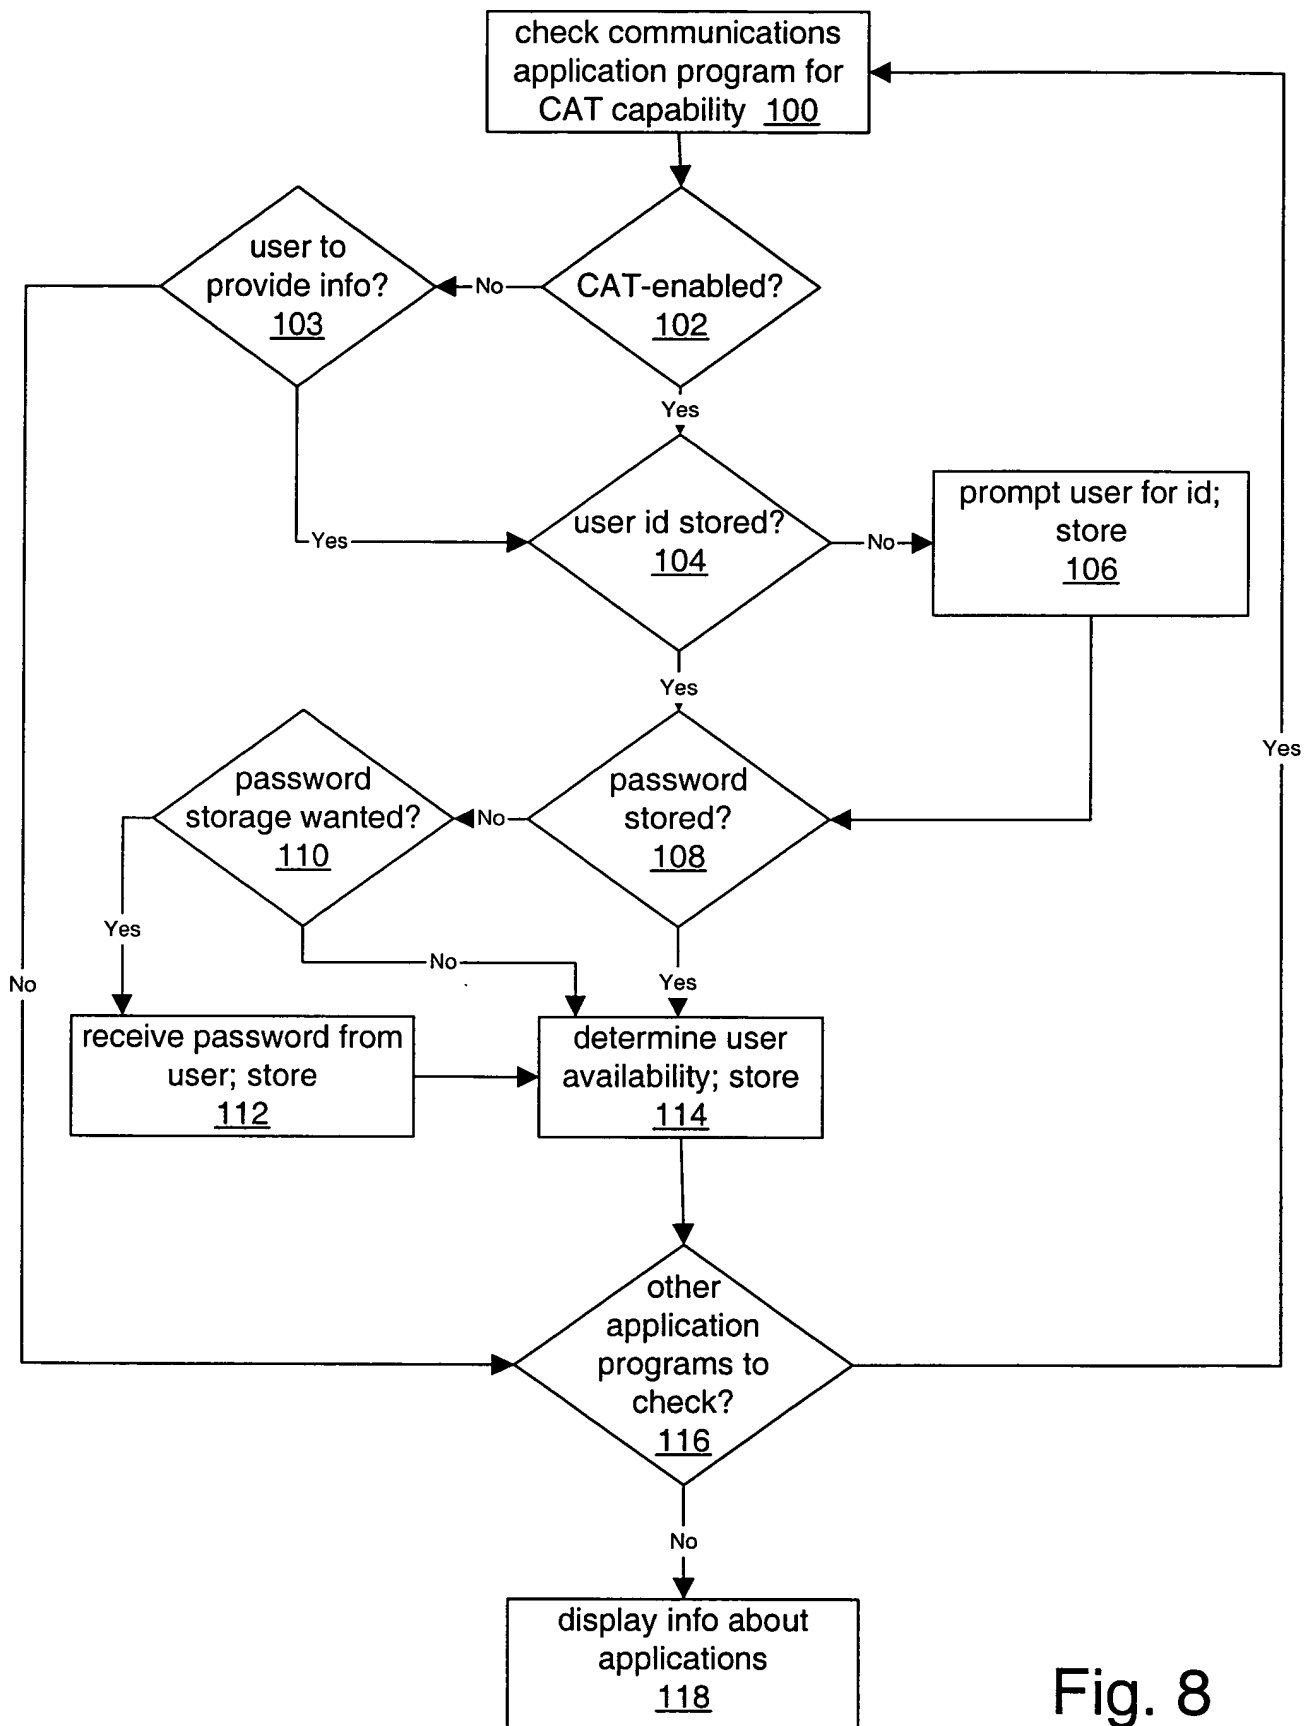 check communications
application program for
CAT capability 100
user to
provide info?
103
No
CAT-enabled?
102
Yes
Yes
user id stored?
104
No
prompt user for id;
store
106
Yes
password
storage wanted?
110
No
password
stored?
108
Yes
Yes
No
No
Yes
receive password from
user; store
112
determine user
availability; store
114
other
application
programs to
check?
116
No
display info about
applications
118
Fig. 8